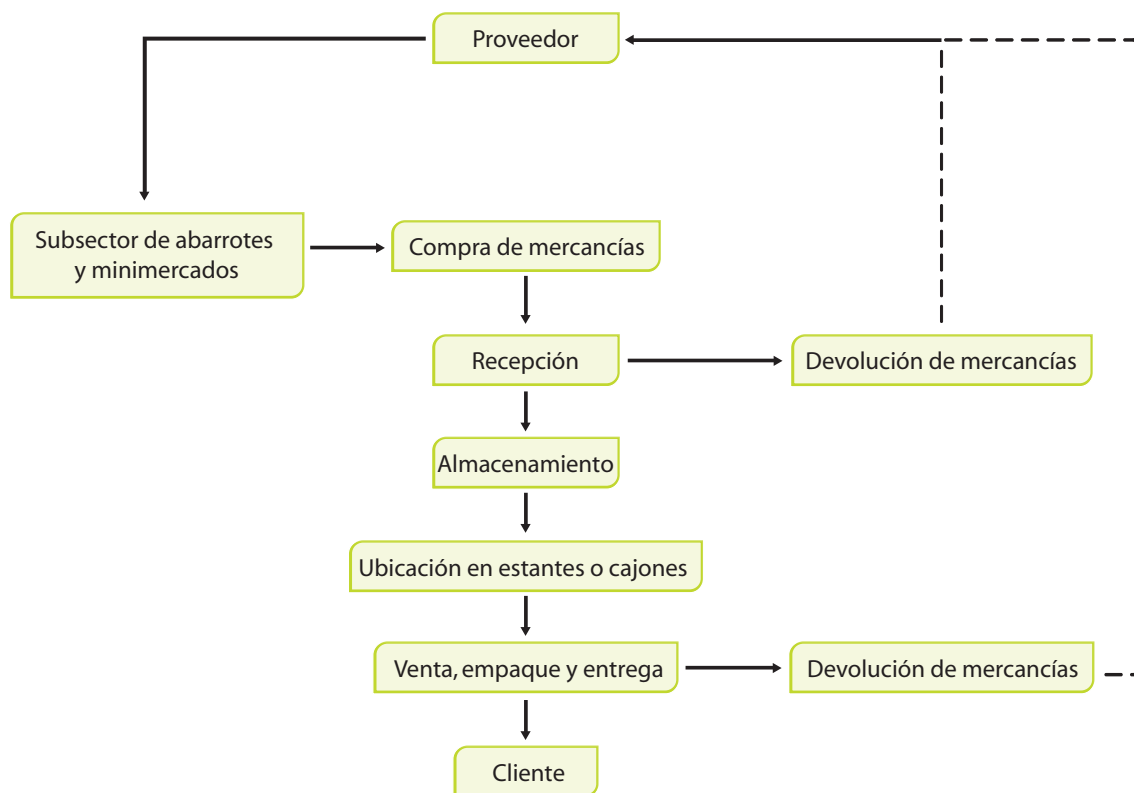 Proveedor
Subsector de abarrotes
y minimercados
Compra de mercancías
Recepción
Devolución de mercancías
Almacenamiento
Ubicación en estantes o cajones
Venta, empaque y entrega
Devolución de mercancías
Cliente